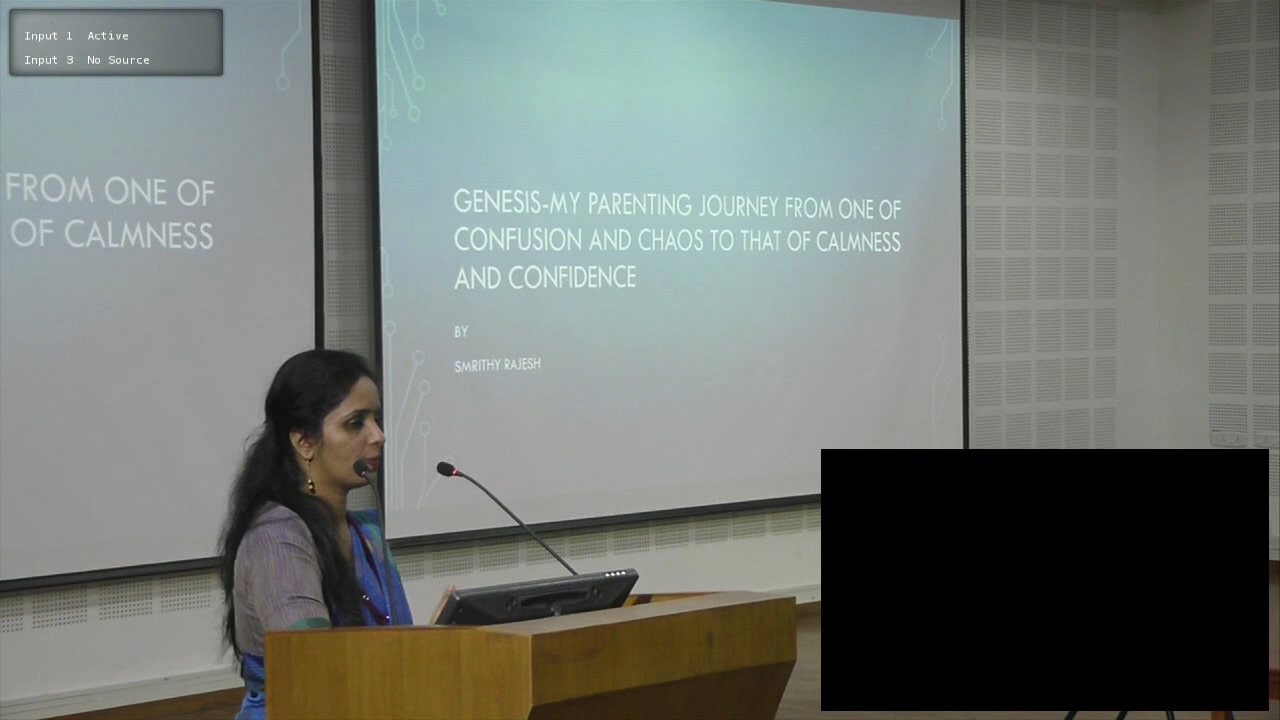 Input 1 Active
Input 3 No Source
FROM ONE OF
OF CALMNESS
GENESIS-MY PARENTING JOURNEY FROM ONE OF
CONFUSION AND CHAOS TO THAT OF CALMNESS
AND CONFIDENCE
BY
SMRITHY RAJESH